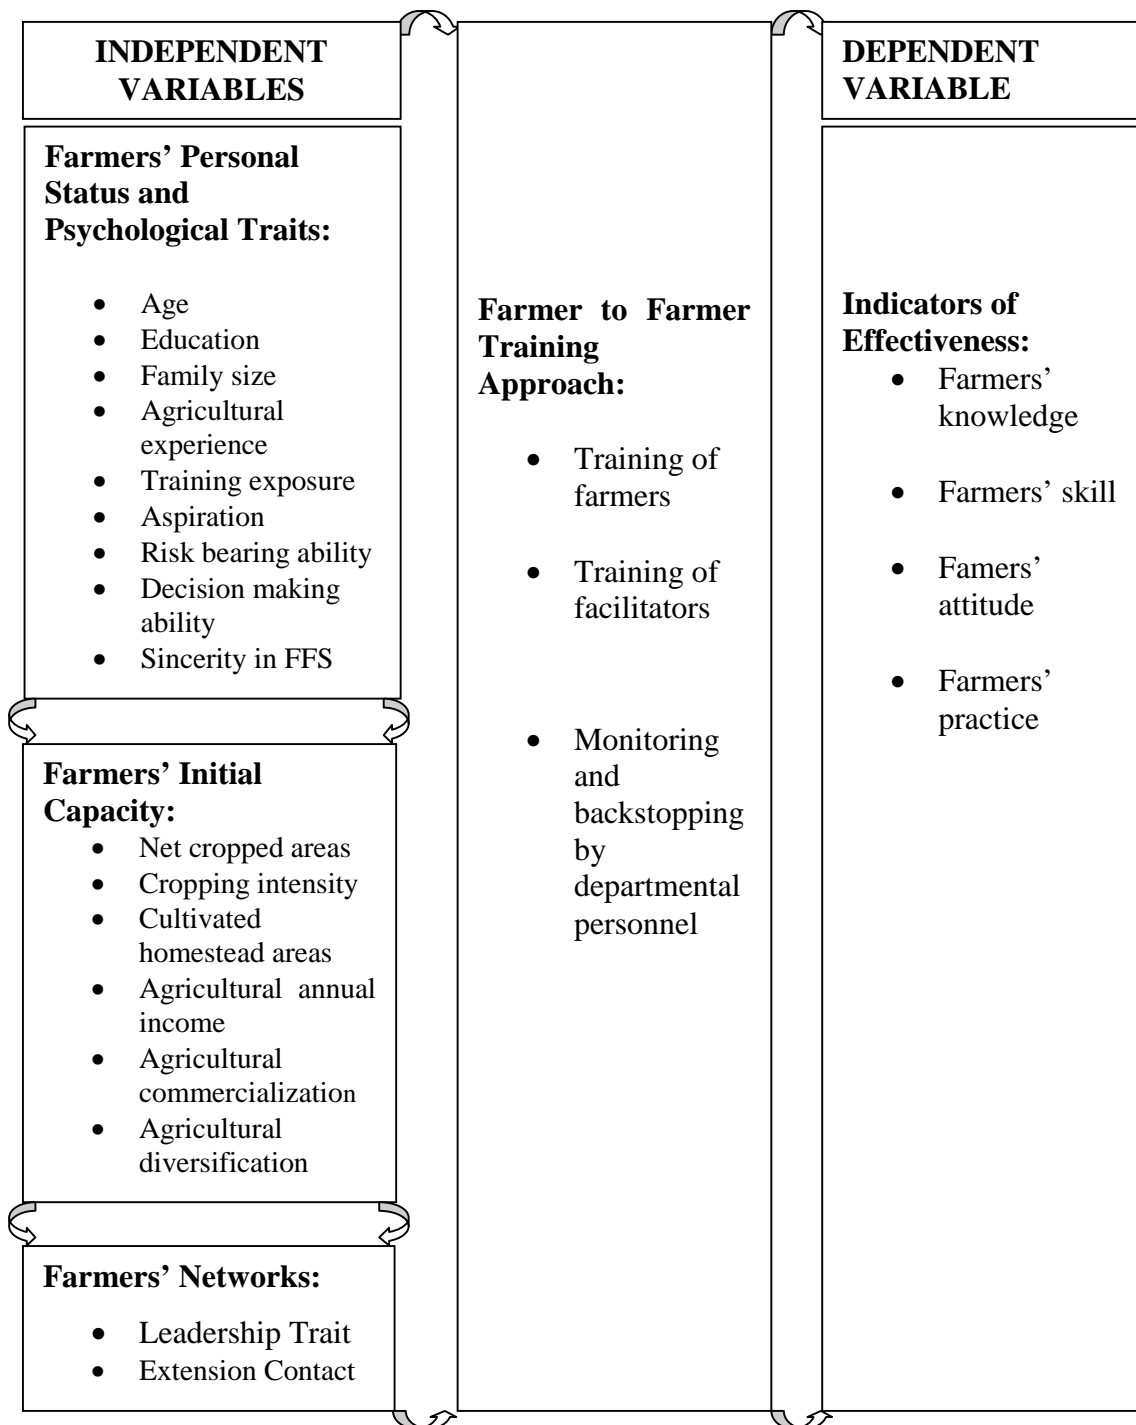 INDEPENDENT
VARIABLES
Farmers’ Personal
Status and
Psychological Traits:
• Age
• Education
• Family size
• Agricultural
experience
• Training exposure
• Aspiration
• Risk bearing ability
• Decision making
ability
• Sincerity in FFS
Farmers’ Initial
Capacity:
• Net cropped areas
• Cropping intensity
• Cultivated
homestead areas
• Agricultural annual
income
• Agricultural
commercialization
• Agricultural
diversification
Farmers’ Networks:
• Leadership Trait
• Extension Contact
Farmer to Farmer
Training
Approach:
• Training of
farmers
• Training of
facilitators
• Monitoring
and
backstopping
by
departmental
personnel
DEPENDENT
VARIABLE
Indicators of
Effectiveness:
• Farmers’
knowledge
• Farmers’ skill
• Famers’
attitude
• Farmers’
practice